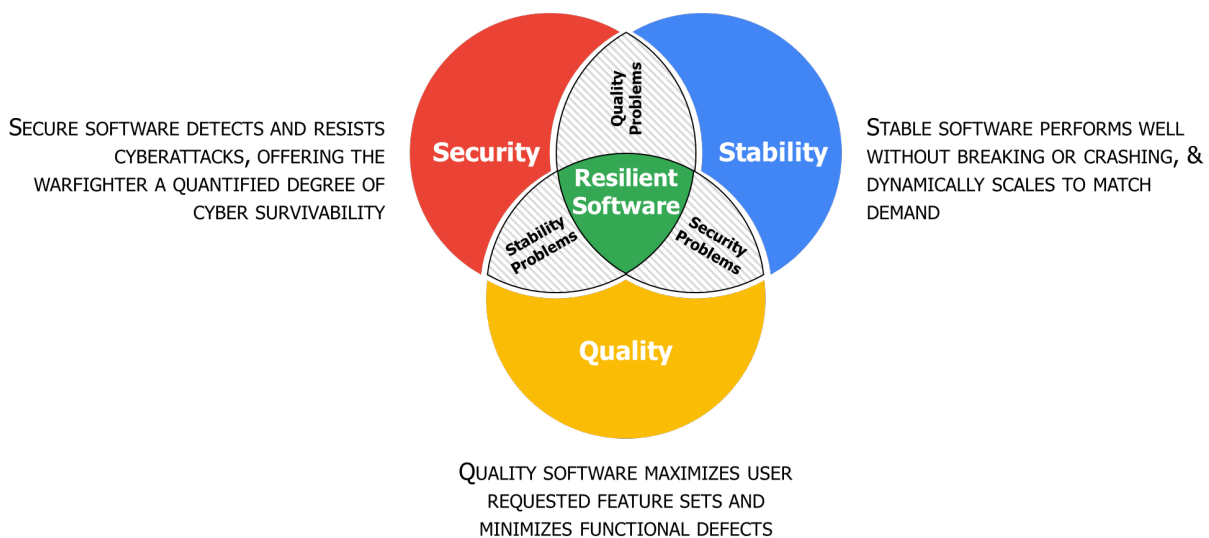 Quality
Problems
Security
Stability
Resilient
Software
Stability
Problems
Security
Problems
Quality
Secure software detects and resists
cyberattacks, offering the
warfighter a quantified degree of
cyber survivability
Stable software performs well
without breaking or crashing, &
dynamically scales to match
demand
Quality software maximizes user
requested feature sets and
minimizes functional defects